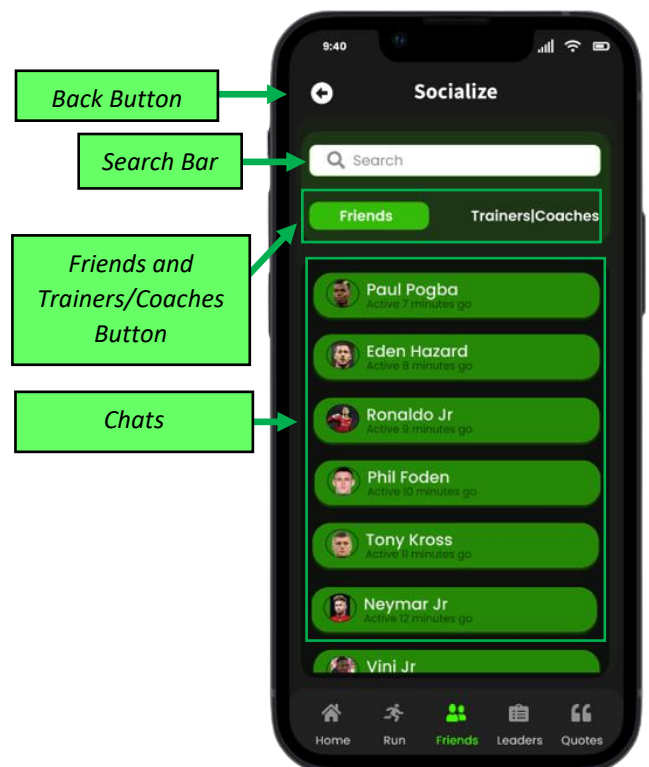 9:40
Back Button
Socialize
Search Bar
Search
Friends
Trainers|Coaches
Friends and
Trainers/Coaches
Button
Paul Pogba
Active 7 minutes go
Eden Hazard
Active 8 minutes go
Chats
Ronaldo Jr
Active 9 minutes go
Phil Foden
Active 10 minutes go
Tony Kross
Active 11 minutes go
Neymar Jr
Active 12 minutes go
Vini Jr
Home Run Friends Leaders Quotes